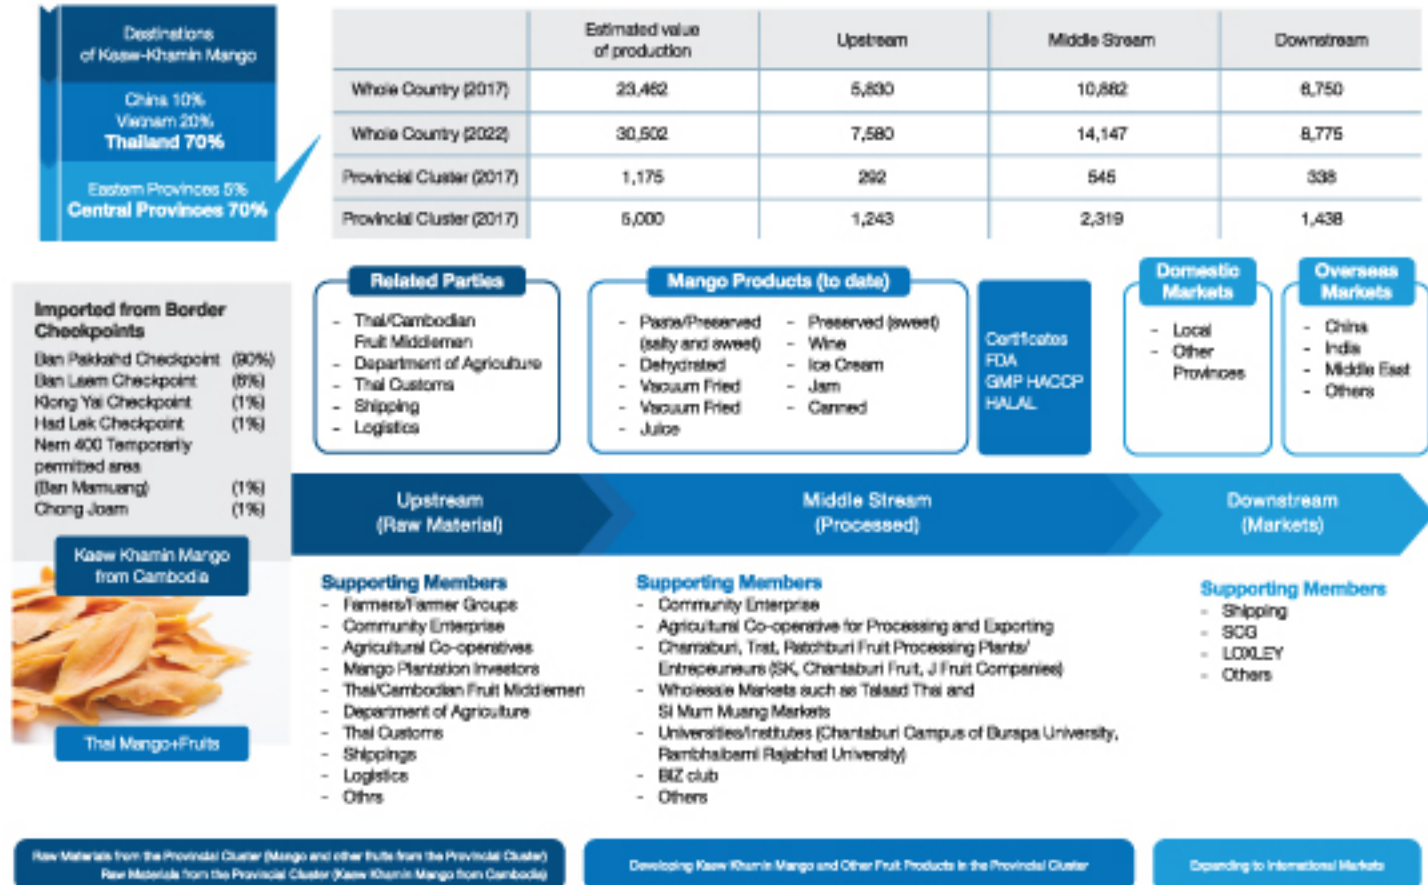 Destinations
of Kaaw-Khamin Mango
China 10%
Vietnam 20%
Thailand 70%
Eastern Provinces 5%
Central Provinces 70%
Estimated value
of production
Upstream
Middle Stream
Downstream
Whole Country (2017) 23,462 5,830 10,882 6,750
Whole Country (2022) 30,502 7,580 14,147 8,775
Provincial Cluster (2017) 1,175 292 545 338
Provincial Cluster (2017) 5,000 1,243 2,319 1,438
Imported from Border
Checkpoints
Ban Pakkahd Checkpoint (90%)
Ban Laem Checkpoint (6%)
Klong Yai Checkpoint (1%)
Had Lek Checkpoint (1%)
Nern 400 Temporarily
permitted area
(Ban Mamuang) (1%)
Chong Joam (1%)
Kaew Khamin Mango
from Cambodia
Thai Mango+Fruits
Related Parties
- Thai/Cambodian
Fruit Middlemen
- Department of Agriculture
- Thai Customs
- Shipping
- Logistics
Mango Products (to date)
- Paste/Preserved
(salty and sweet)
- Dehydrated
- Vacuum Fried
- Vacuum Fried
- Juice
- Preserved (sweet)
- Wine
- Ice Cream
- Jam
- Canned
Certificates
FDA
GMP HACCP
HALAL
Domestic
Markets
- Local
- Other
Provinces
Overseas
Markets
- China
- India
- Middle East
- Others
Upstream
(Raw Material)
Middle Stream
(Processed)
Downstream
(Markets)
Supporting Members
- Farmers/Farmer Groups
- Community Enterprise
- Agricultural Co-operatives
- Mango Plantation Investors
- Thai/Cambodian Fruit Middlemen
- Department of Agriculture
- Thai Customs
- Shippings
- Logistics
- Othrs
Supporting Members
- Community Enterprise
- Agricultural Co-operative for Processing and Exporting
- Chantaburi, Trat, Ratchburi Fruit Processing Plants/
Entrepeuneurs (SK, Chantaburi Fruit, J Fruit Companies)
- Wholesale Markets such as Talaad Thai and
Si Mum Muang Markets
- Universities/Institutes (Chantaburi Campus of Burapa University,
Rambhaibarni Rajabhat University)
- BIZ club
- Others
Supporting Members
- Shipping
- SCG
- LOXLEY
- Others
Raw Materials from the Provincial Cluster (Mango and other fruits from the Provincial Cluster)
Raw Materials from the Provincial Cluster (Kaew Khamin Mango from Cambodia)
Developing Kaew Khamin Mango and Other Fruit Products in the Provincial Cluster
Expanding to International Markets